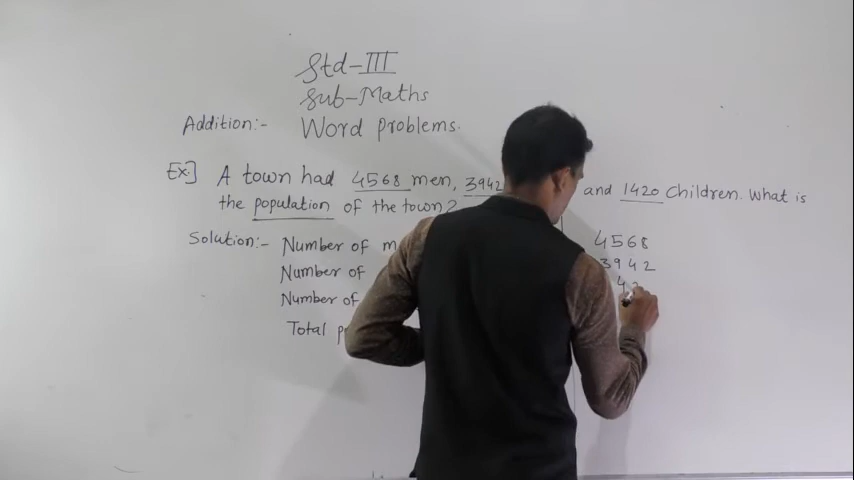 Std-III
Sub-Maths
Addition:- Word problems.
Ex.] A town had 4568 men, 3942 and 1420 Children. What is
the population of the town?
Solution:- Number of m
Number of
Number of
Total p
4568
3942
42